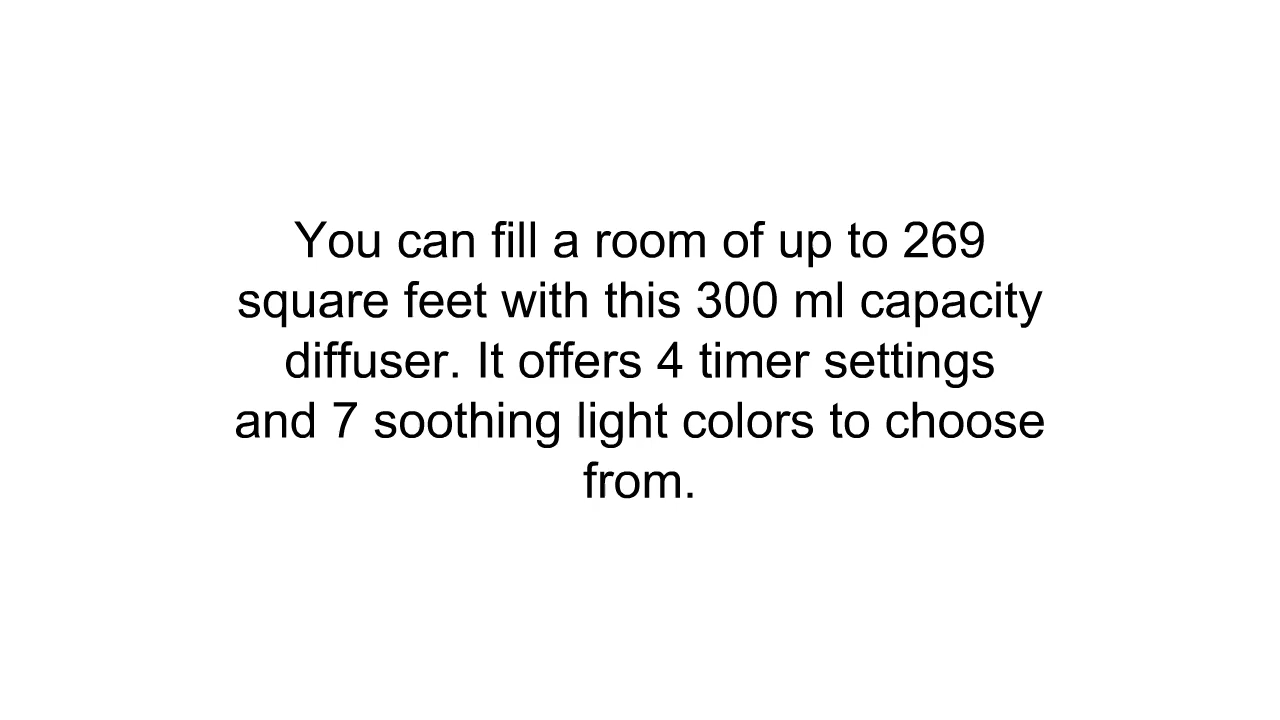 You can fill a room of up to 269
square feet with this 300 ml capacity
diffuser. It offers 4 timer settings
and 7 soothing light colors to choose
from.